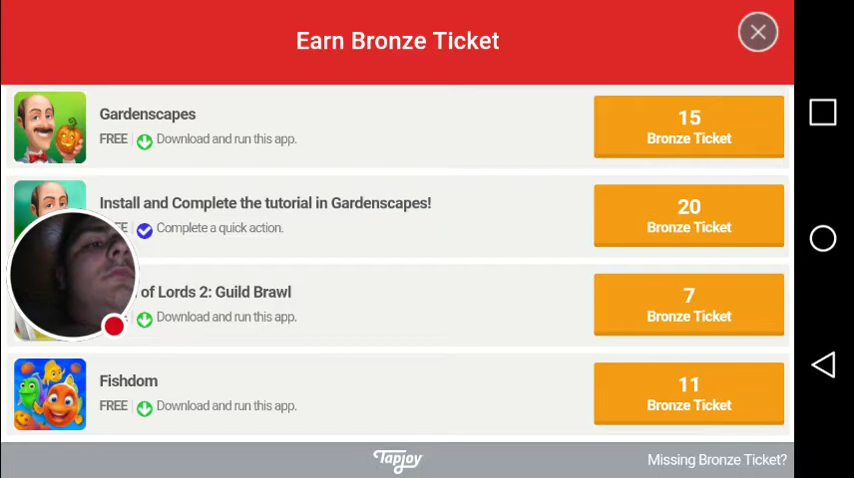 Earn Bronze Ticket
Gardenscapes
FREE Download and run this app.
15
Bronze Ticket
Install and Complete the tutorial in Gardenscapes!
Complete a quick action.
20
Bronze Ticket
of Lords 2: Guild Brawl
Download and run this app.
7
Bronze Ticket
Fishdom
FREE Download and run this app.
11
Bronze Ticket
Tapjoy
Missing Bronze Ticket?